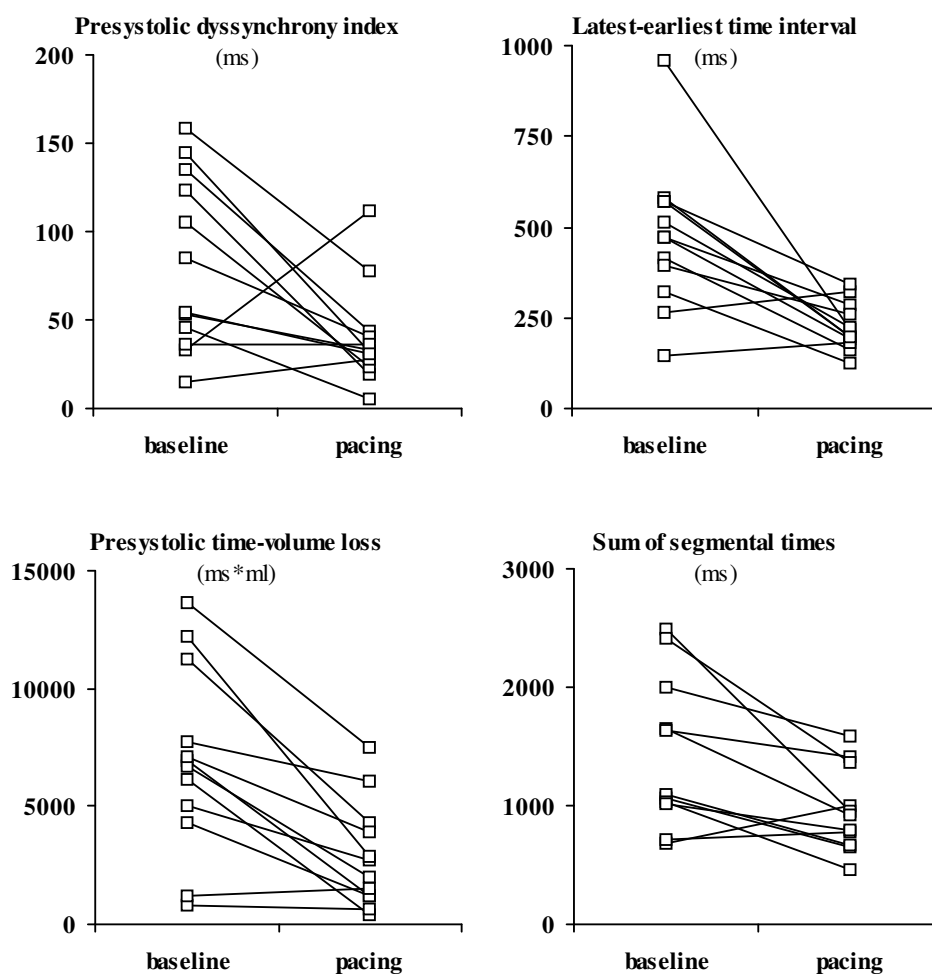 Presystolic dyssynchrony index
(ms)
200
150
100
50
0
baseline pacing
Latest-earliest time interval
(ms)
1000
750
500
250
0
baseline pacing
Presystolic time-volume loss
(ms*ml)
15000
10000
5000
0
baseline pacing
Sum of segmental times
(ms)
3000
2000
1000
0
baseline pacing